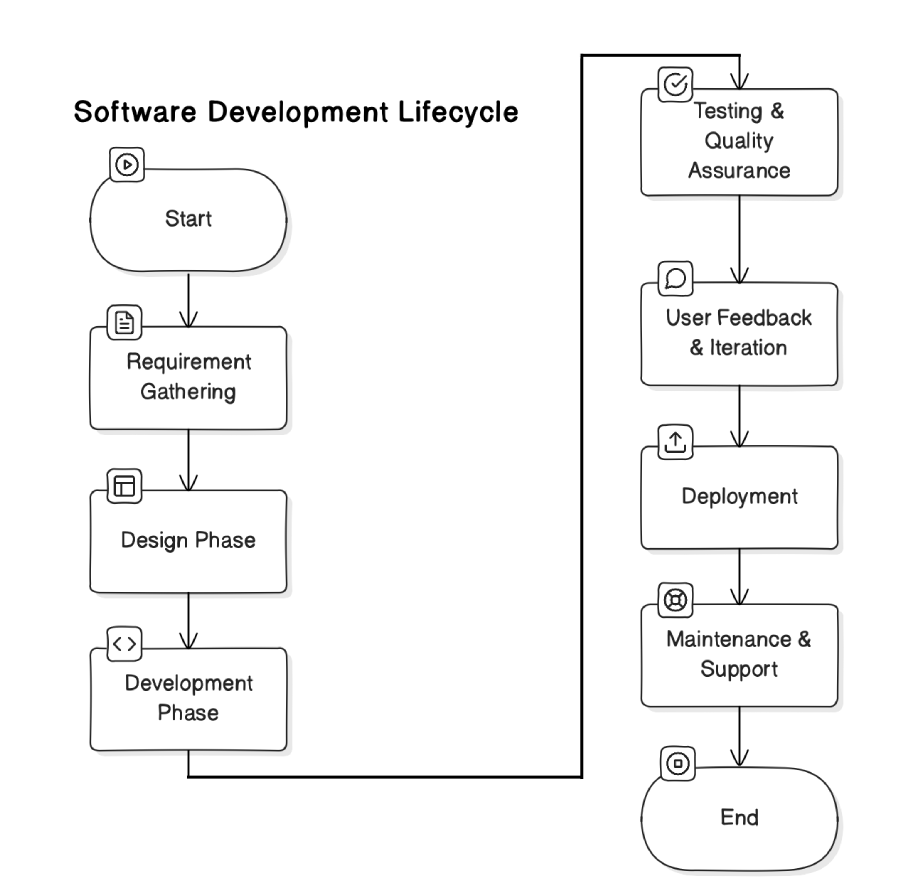 Software Development Lifecycle
Start
Requirement
Gathering
Design Phase
Development
Phase
Testing &
Quality
Assurance
User Feedback
& Iteration
Deployment
Maintenance &
Support
End